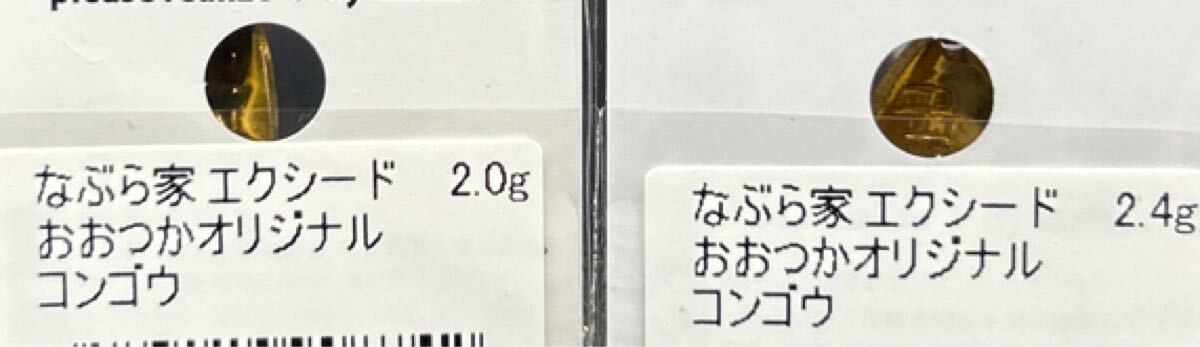 なぶら家 エクシード 2.0g
おおつかオリジナル
コンゴウ
なぶら家 エクシード 2.4g
おおつかオリジナル
コンゴウ